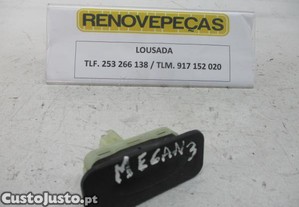 RENOVEPEÇAS
LOUSADA
TLF. 253 266 138 / TLM. 917 152 020
MEGAN3
CustoJusto.pt